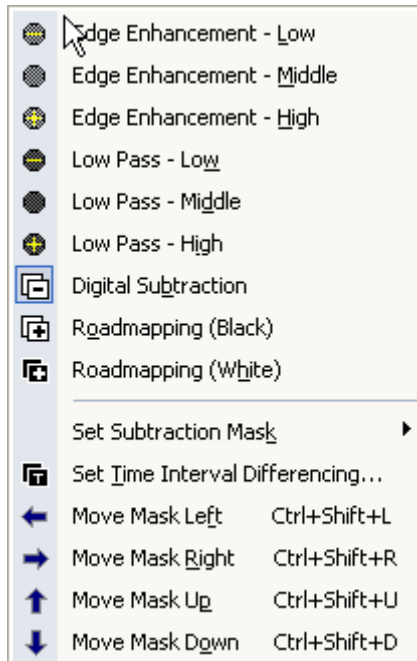 Edge Enhancement - Low
Edge Enhancement - Middle
Edge Enhancement - High
Low Pass - Low
Low Pass - Middle
Low Pass - High
Digital Subtraction
Roadmapping (Black)
Roadmapping (White)
Set Subtraction Mask
Set Time Interval Differencing...
Move Mask Left Ctrl+Shift+L
Move Mask Right Ctrl+Shift+R
Move Mask Up Ctrl+Shift+U
Move Mask Down Ctrl+Shift+D